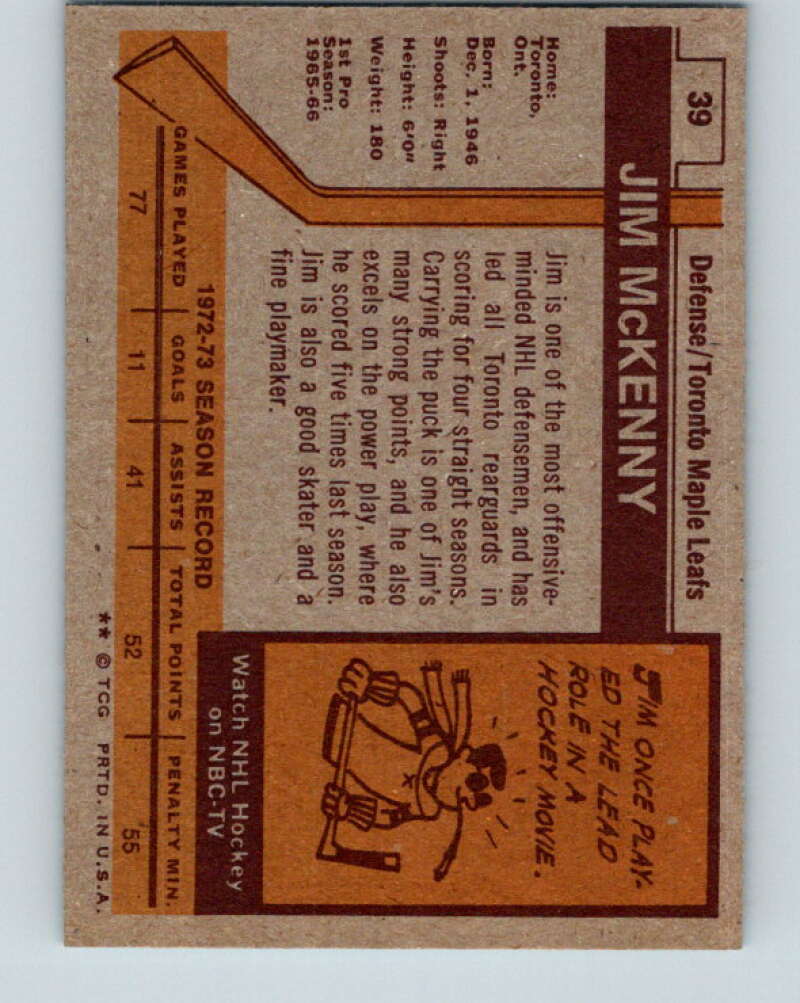 39
Defense/Toronto Maple Leafs
JIM McKENNY
Home:
Toronto,
Ont.
Born:
Dec. 1, 1946
Shoots: Right
Height: 6'0"
Weight: 180
1st Pro
Season:
1965-66
Jim is one of the most offensive-
minded NHL defensemen, and has
led all Toronto rearguards in
scoring for four straight seasons.
Carrying the puck is one of Jim's
many strong points, and he also
excels on the power play, where
he scored five times last season.
Jim is also a good skater and a
fine playmaker.
JIM ONCE PLAY-
ED THE LEAD
ROLE IN A
HOCKEY MOVIE.
Watch NHL Hockey
on NBC-TV
1972-73 SEASON RECORD
GAMES PLAYED GOALS ASSISTS TOTAL POINTS PENALTY MIN.
77 11 41 52 55
** © TCG PRTD. IN U.S.A.